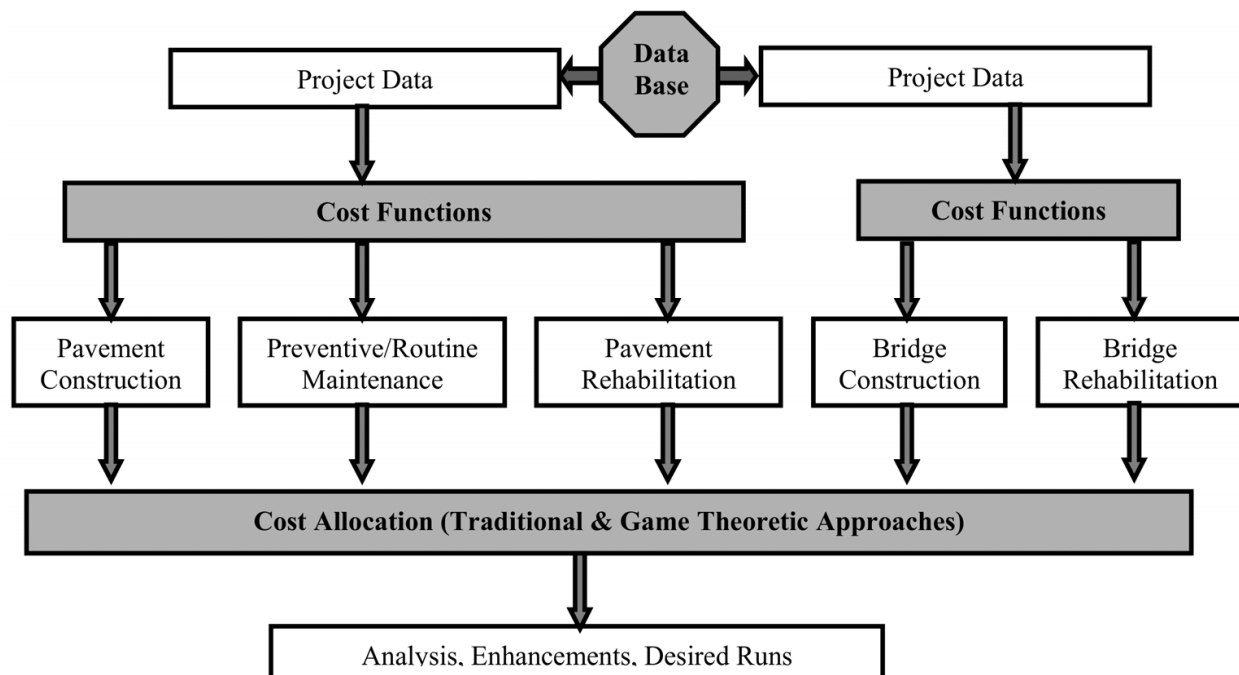 Data
Base
Project Data
Project Data
Cost Functions
Cost Functions
Pavement
Construction
Preventive/Routine
Maintenance
Pavement
Rehabilitation
Bridge
Construction
Bridge
Rehabilitation
Cost Allocation (Traditional & Game Theoretic Approaches)
Analysis, Enhancements, Desired Runs